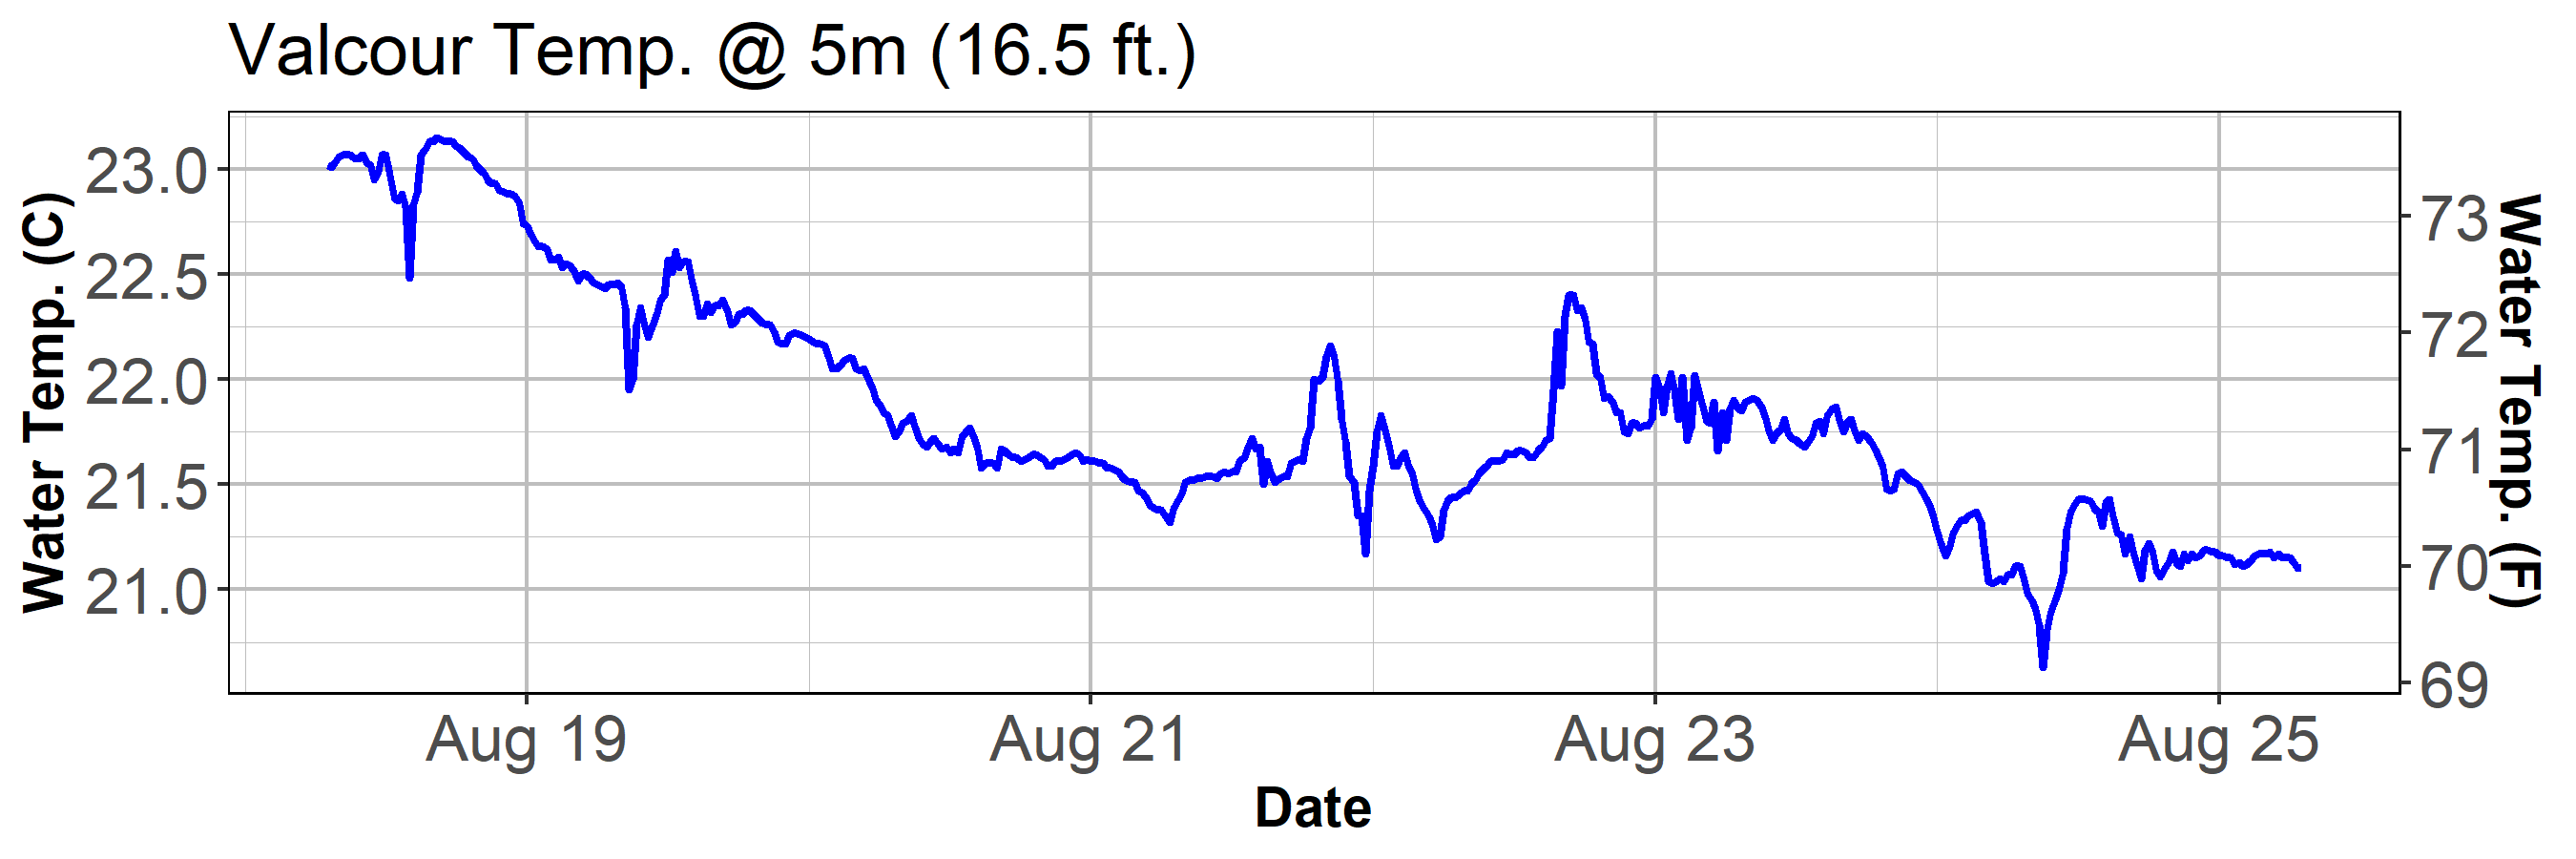 Valcour Temp. @ 5m (16.5 ft.)
Water Temp. (C)
23.0
22.5
22.0
21.5
21.0
73
72
71
70
69
Water Temp. (F)
Aug 19
Aug 21
Aug 23
Aug 25
Date